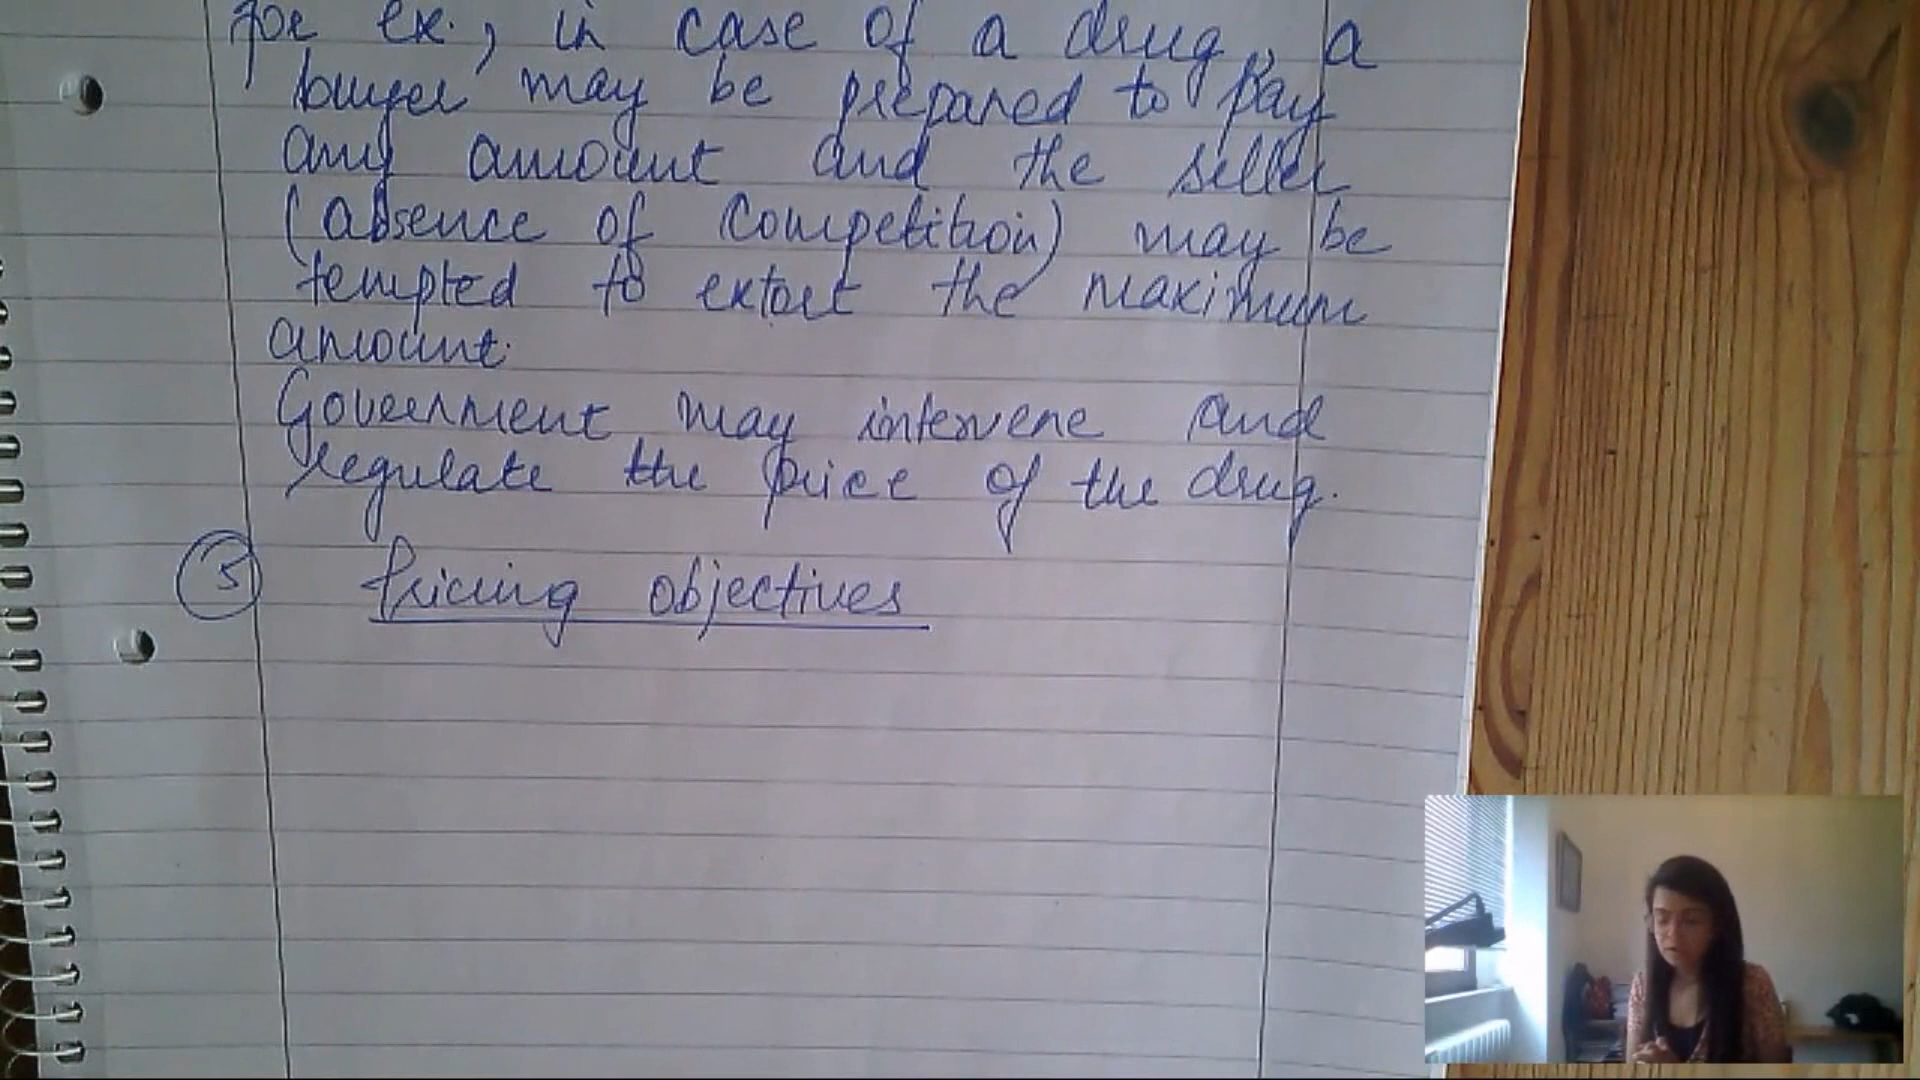 for ex., in case of a drug, a
buyer may be prepared to pay
any amount and the seller
(absence of competition) may be
tempted to extort the maximum
amount.
Government may intervene and
regulate the price of the drug.
5 Pricing objectives